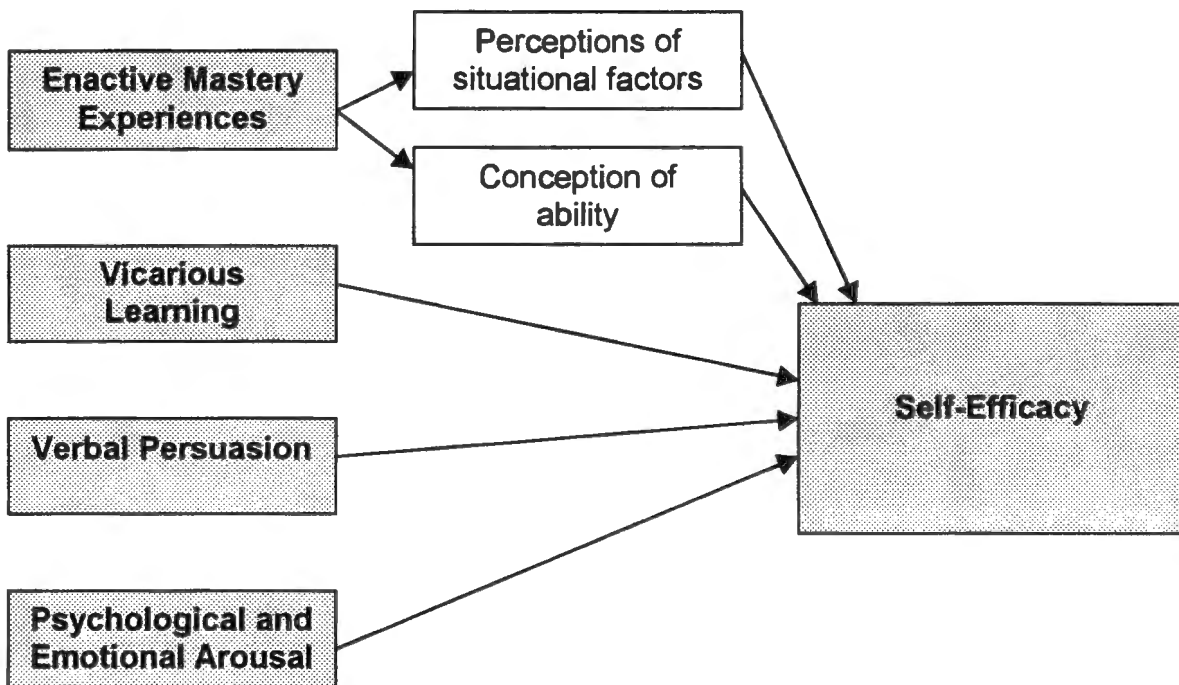 Enactive Mastery
Experiences
Perceptions of
situational factors
Conception of
ability
Vicarious
Learning
Verbal Persuasion
Self-Efficacy
Psychological and
Emotional Arousal